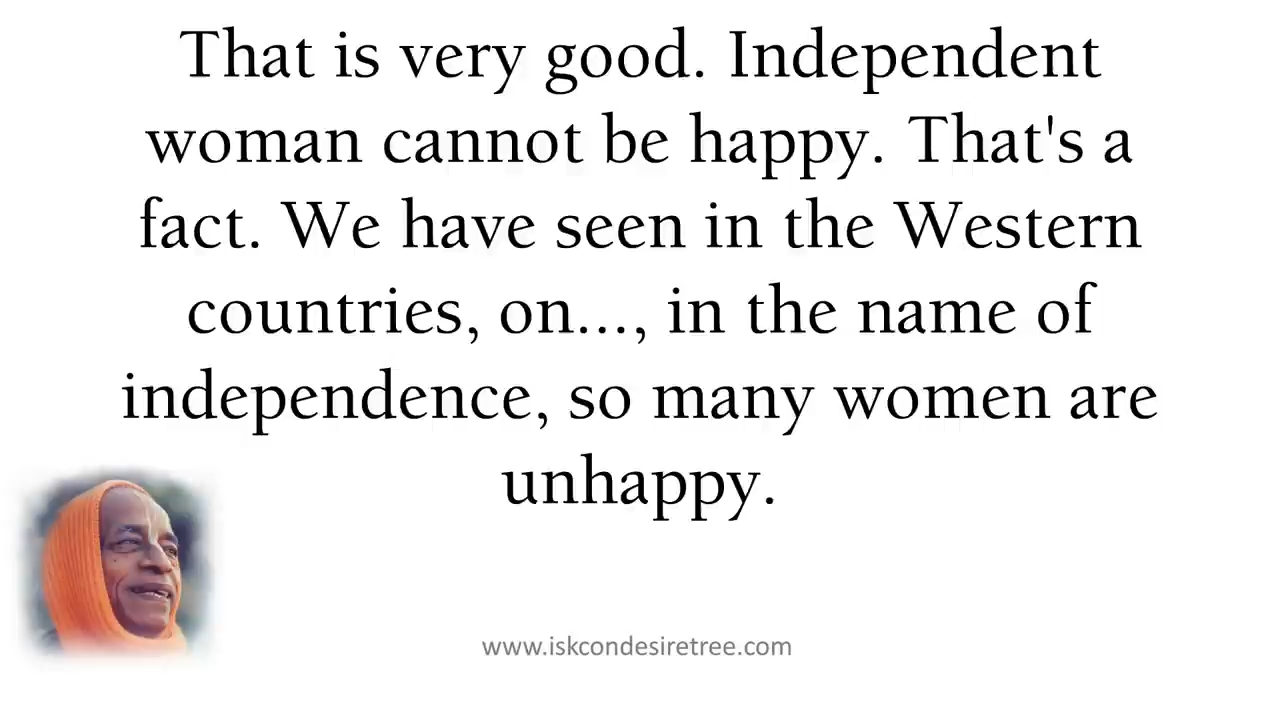 That is very good. Independent
woman cannot be happy. That's a
fact. We have seen in the Western
countries, on..., in the name of
independence, so many women are
unhappy.
www.iskcondesiretree.com